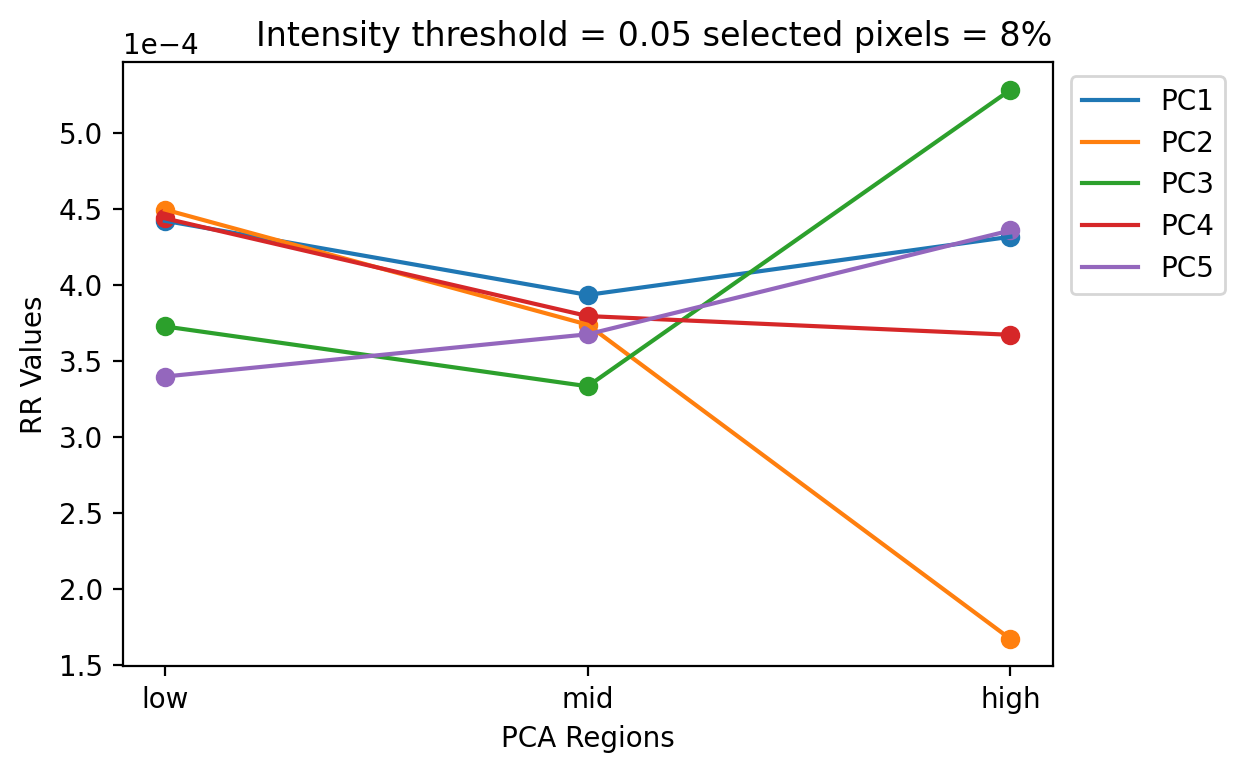 Intensity threshold = 0.05 selected pixels = 8%
1e−4
5.0
4.5
4.0
3.5
3.0
2.5
2.0
1.5
RR Values
low mid high
PCA Regions
PC1
PC2
PC3
PC4
PC5